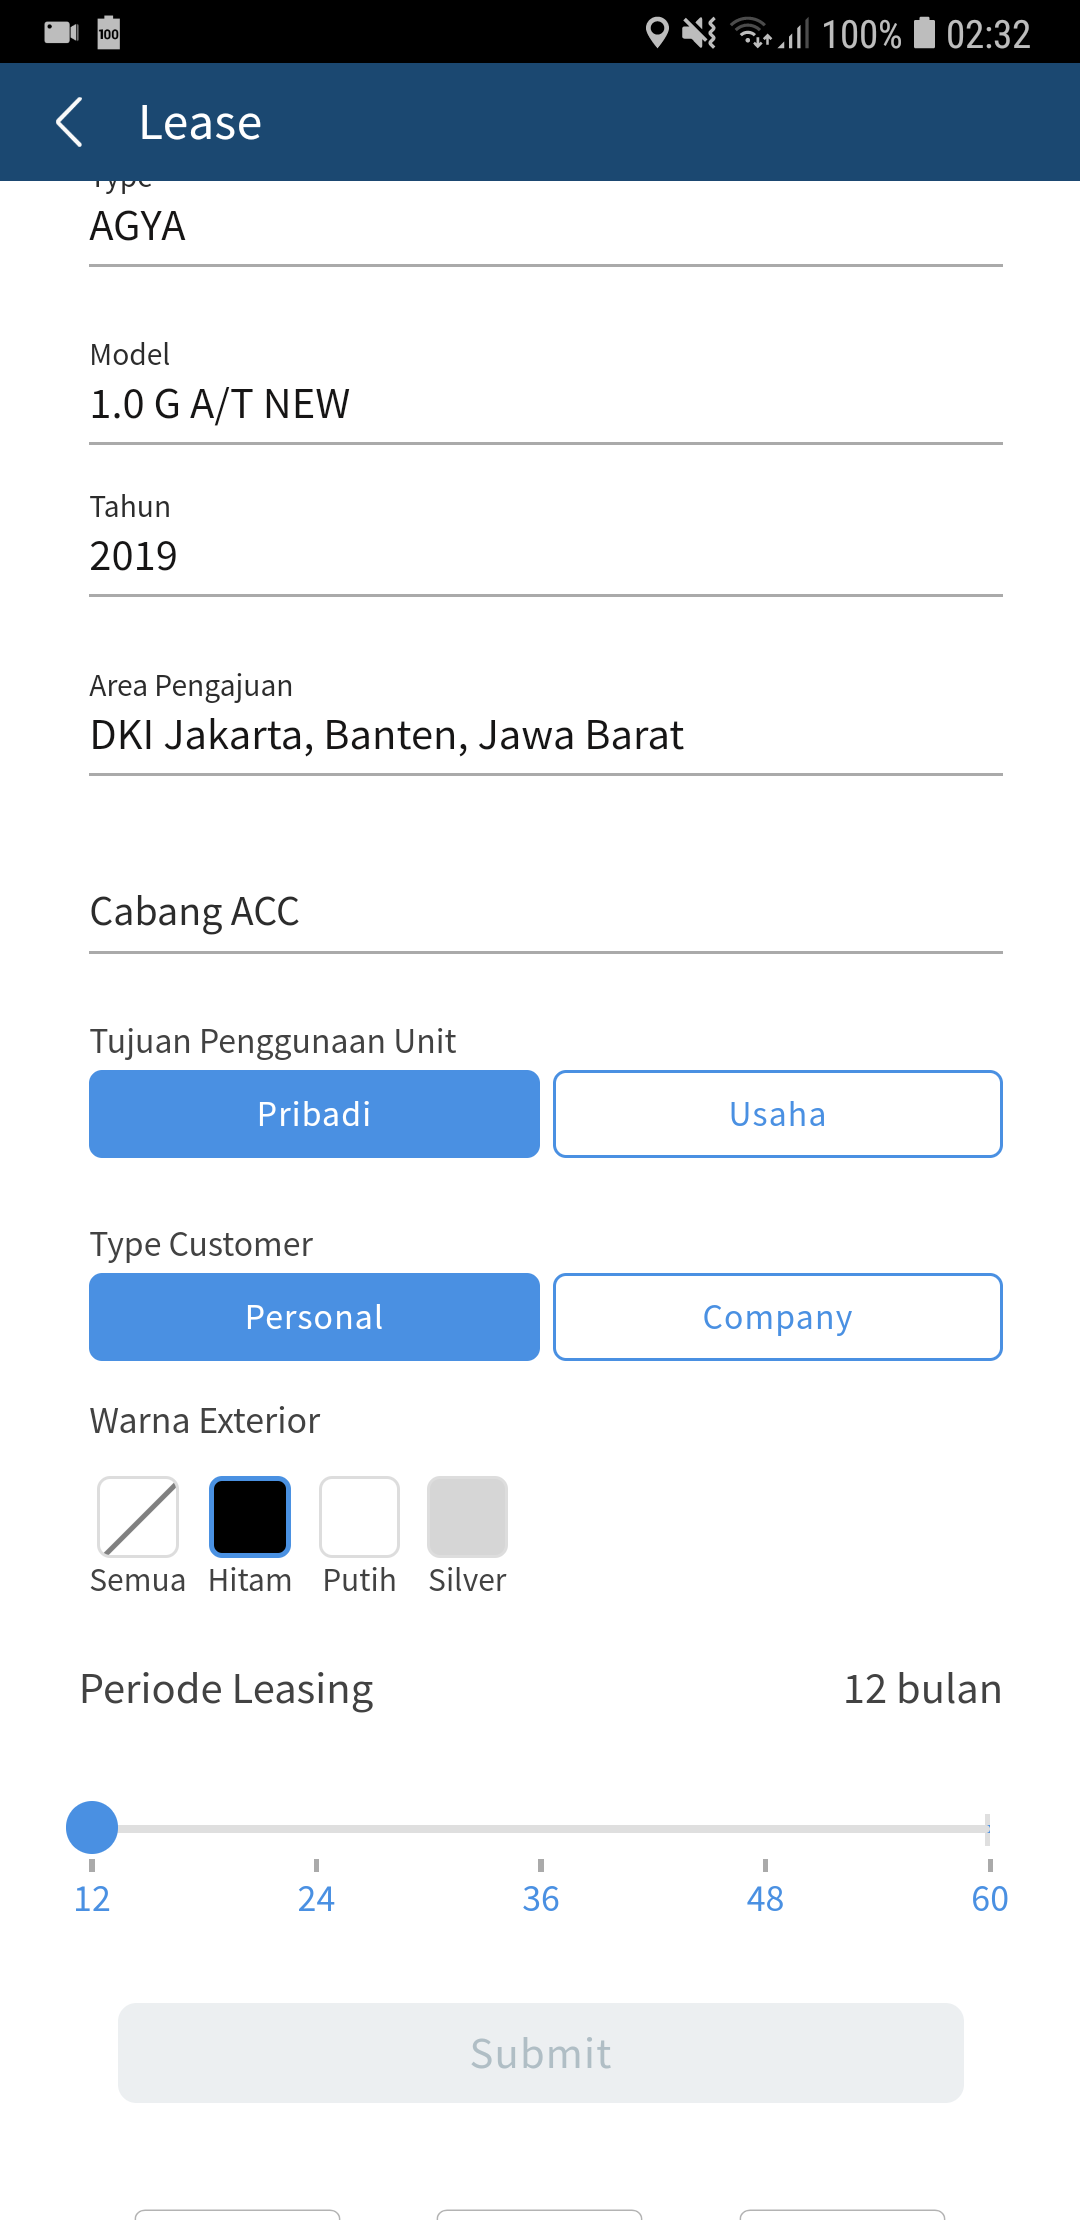 100 100% 02:32
Lease
Type
AGYA
Model
1.0 G A/T NEW
Tahun
2019
Area Pengajuan
DKI Jakarta, Banten, Jawa Barat
Cabang ACC
Tujuan Penggunaan Unit
Pribadi Usaha
Type Customer
Personal Company
Warna Exterior
Semua Hitam Putih Silver
Periode Leasing 12 bulan
12 24 36 48 60
Submit